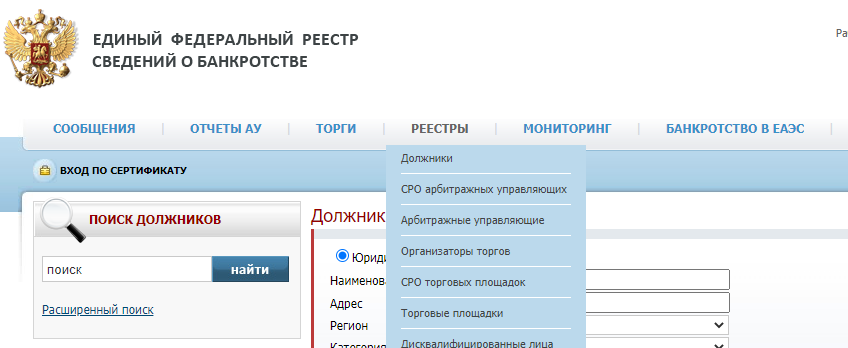 ЕДИНЫЙ ФЕДЕРАЛЬНЫЙ РЕЕСТР
СВЕДЕНИЙ О БАНКРОТСТВЕ
Ра
СООБЩЕНИЯ
ОТЧЕТЫ АУ
ТОРГИ
РЕЕСТРЫ
МОНИТОРИНГ
БАНКРОТСТВО В ЕАЭС
ВХОД ПО СЕРТИФИКАТУ
Должники
СРО арбитражных управляющих
Арбитражные управляющие
Организаторы торгов
СРО торговых площадок
Торговые площадки
Дисквалифицированные лица
ПОИСК ДОЛЖНИКОВ
поиск
найти
Расширенный поиск
Должник
Юриди
Наименова
Адрес
Регион
Категория